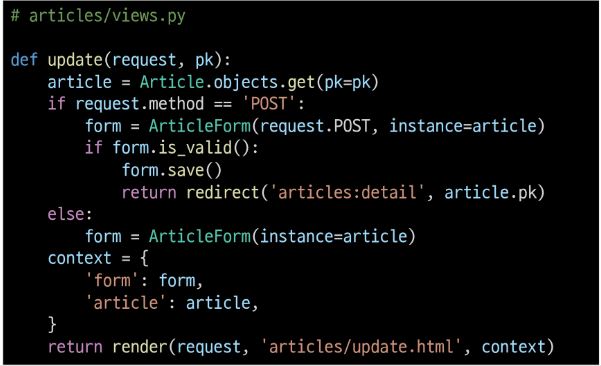 # articles/views.py

def update(request, pk):
    article = Article.objects.get(pk=pk)
    if request.method == 'POST':
        form = ArticleForm(request.POST, instance=article)
        if form.is_valid():
            form.save()
            return redirect('articles:detail', article.pk)
    else:
        form = ArticleForm(instance=article)
    context = {
        'form': form,
        'article': article,
    }
    return render(request, 'articles/update.html', context)